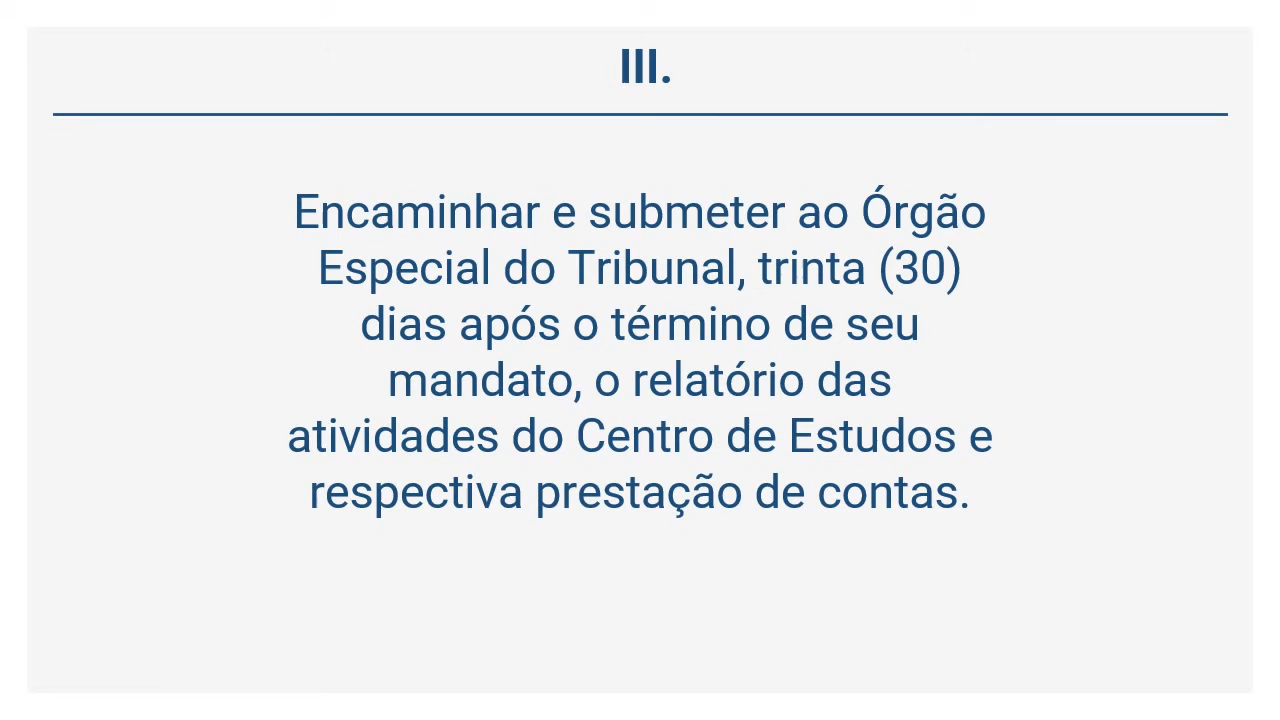 III.
Encaminhar e submeter ao Órgão
Especial do Tribunal, trinta (30)
dias após o término de seu
mandato, o relatório das
atividades do Centro de Estudos e
respectiva prestação de contas.